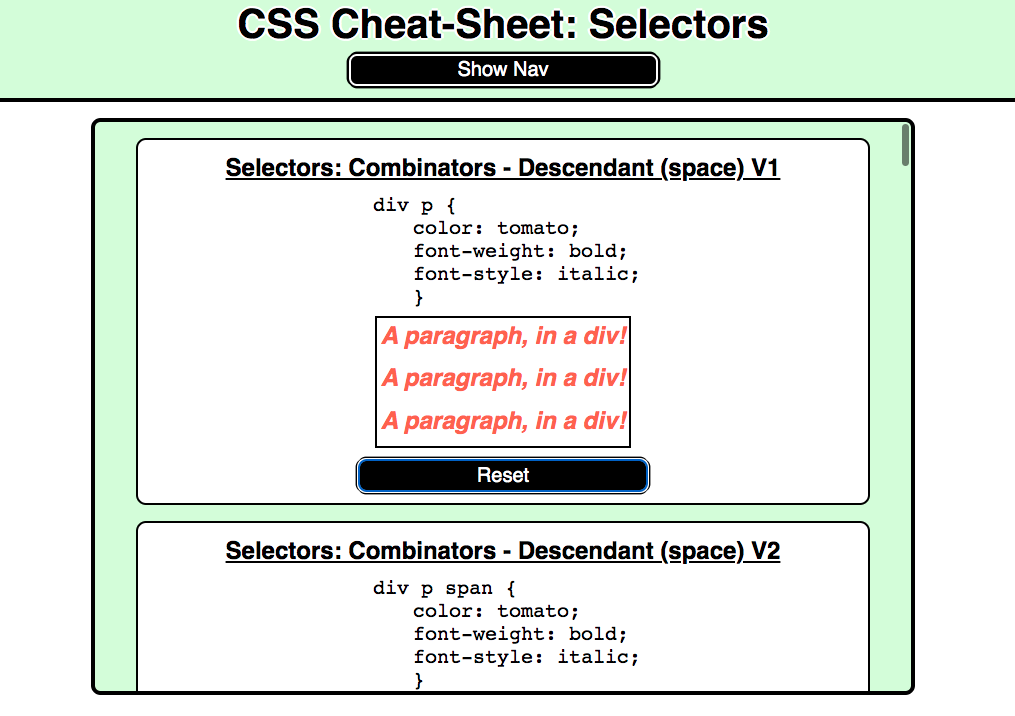 CSS Cheat-Sheet: Selectors
Show Nav
Selectors: Combinators - Descendant (space) V1
div p {
color: tomato;
font-weight: bold;
font-style: italic;
}
A paragraph, in a div!
A paragraph, in a div!
A paragraph, in a div!
Reset
Selectors: Combinators - Descendant (space) V2
div p span {
color: tomato;
font-weight: bold;
font-style: italic;
}